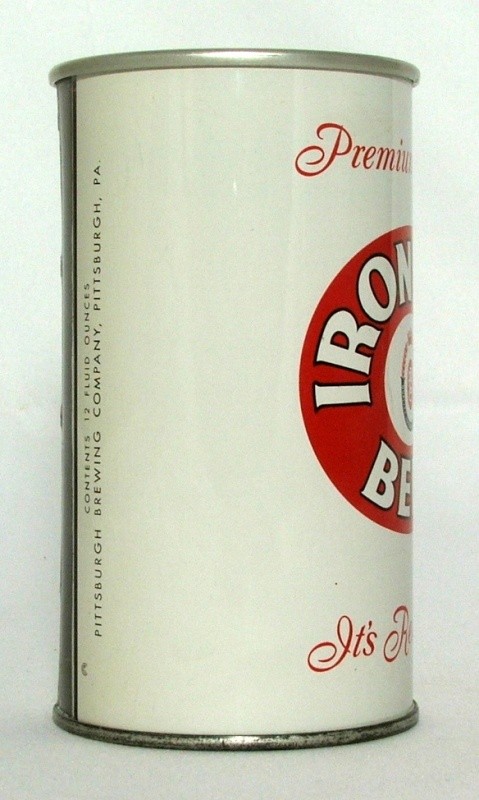 CONTENTS 12 FLUID OUNCES
PITTSBURGH BREWING COMPANY, PITTSBURGH, PA.
Premiu
IRON
BE
It's Re